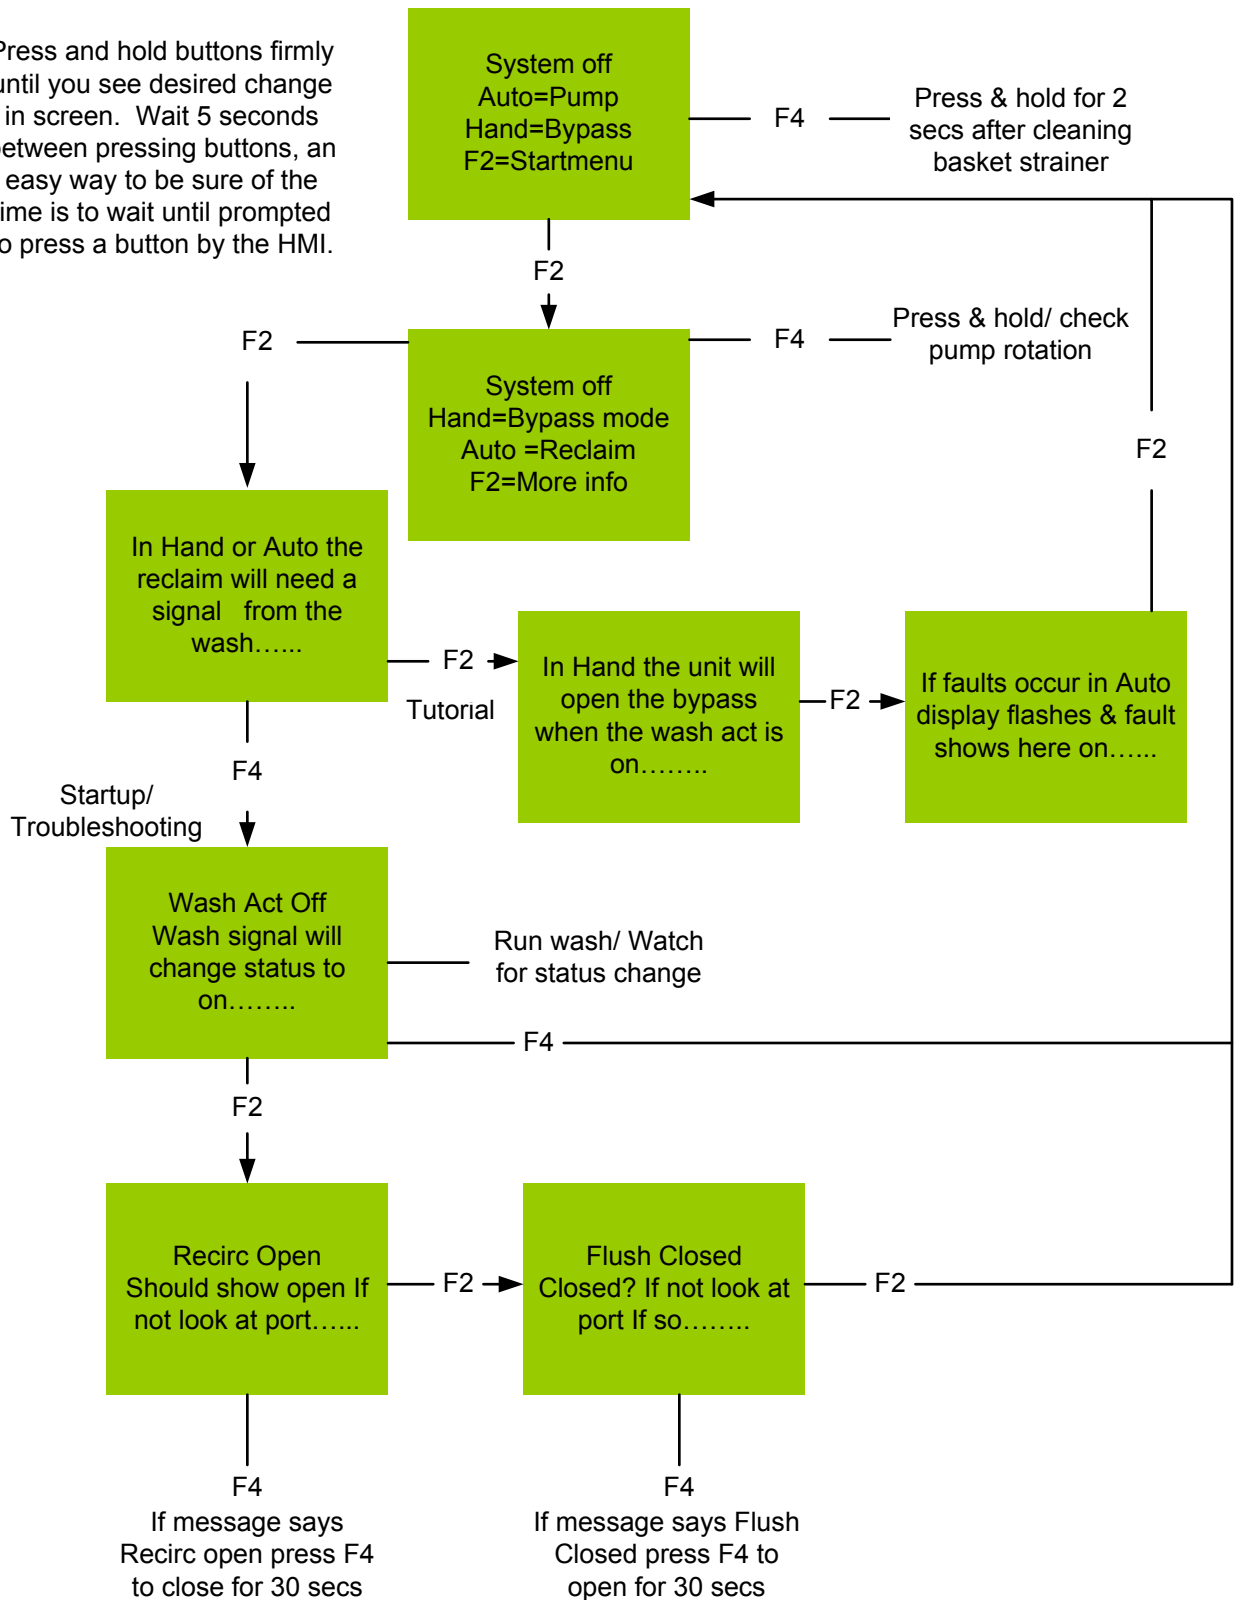 Press and hold buttons firmly
until you see desired change
in screen.  Wait 5 seconds
between pressing buttons, an
easy way to be sure of the
time is to wait until prompted
to press a button by the HMI.
System off
Auto=Pump
Hand=Bypass
F2=Startmenu
F4
Press & hold for 2
secs after cleaning
basket strainer
F2
F2
System off
Hand=Bypass mode
Auto =Reclaim
F2=More info
F4
Press & hold/ check
pump rotation
F2
In Hand or Auto the
reclaim will need a
signal   from the
wash…...
F2
Tutorial
In Hand the unit will
open the bypass
when the wash act is
on……..
F2
If faults occur in Auto
display flashes & fault
shows here on…...
F4
Startup/
Troubleshooting
Wash Act Off
Wash signal will
change status to
on……..
Run wash/ Watch
for status change
F4
F2
Recirc Open
Should show open If
not look at port…...
F2
Flush Closed
Closed? If not look at
port If so……..
F2
F4
If message says
Recirc open press F4
to close for 30 secs
F4
If message says Flush
Closed press F4 to
open for 30 secs